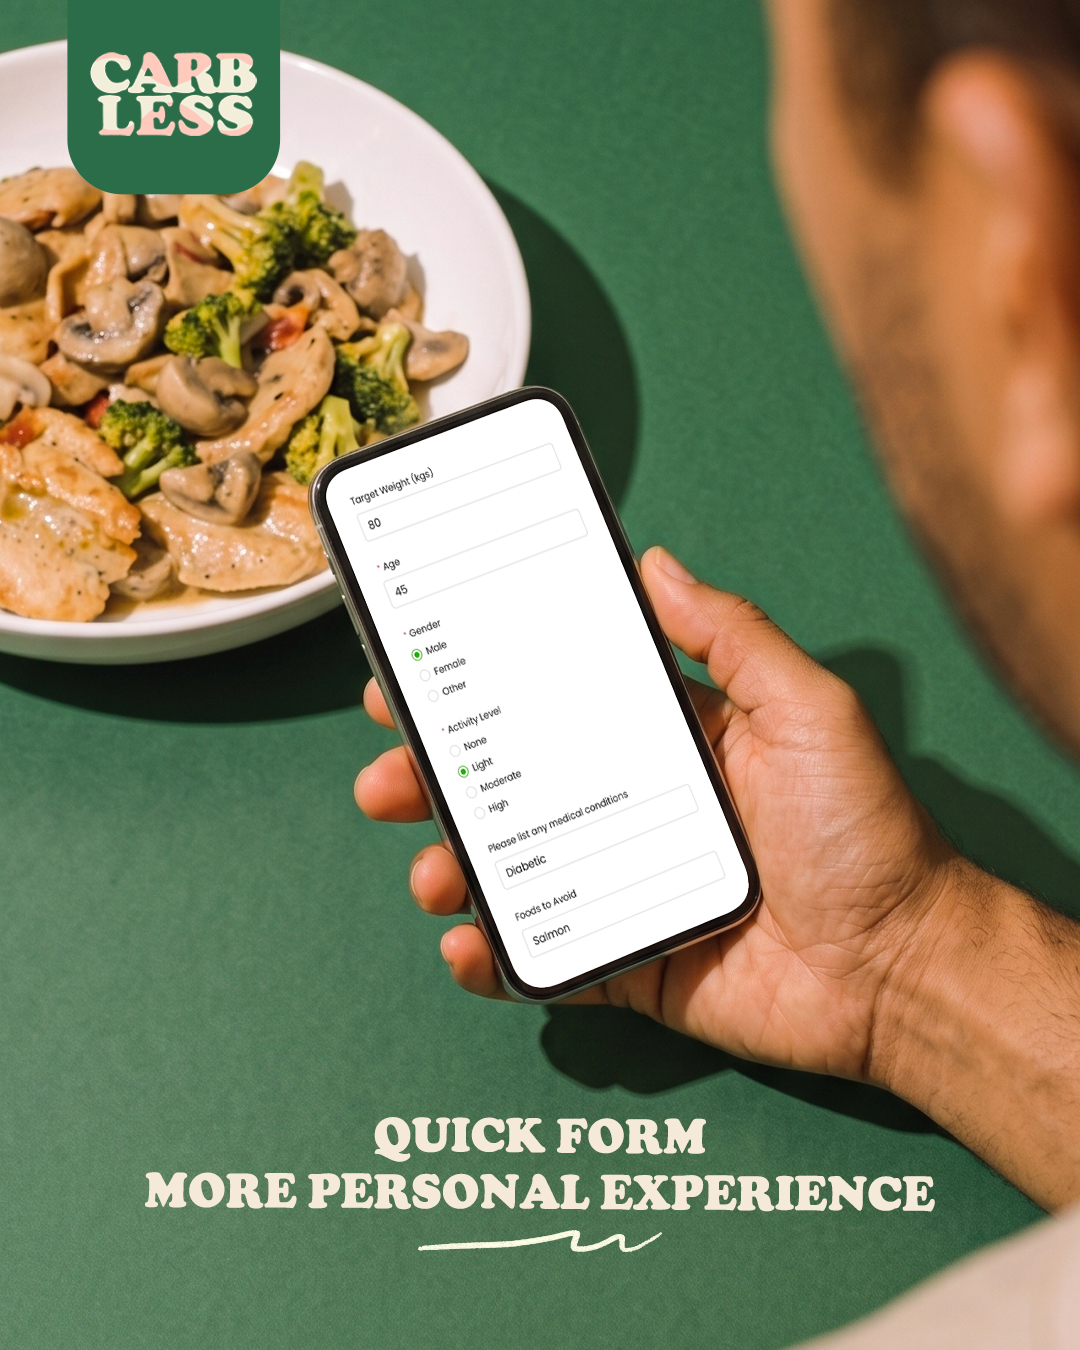 CARB
LESS
Target Weight (kgs)
80
* Age
45
* Gender
Male
Female
Other
* Activity Level
None
Light
Moderate
High
Please list any medical conditions
Diabetic
Foods to Avoid
Salmon
QUICK FORM
MORE PERSONAL EXPERIENCE